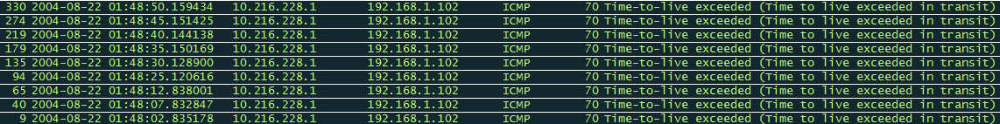 330 2004-08-22 01:48:50.159434 10.216.228.1 192.168.1.102 ICMP 70 Time-to-live exceeded (Time to live exceeded in transit)
274 2004-08-22 01:48:45.151425 10.216.228.1 192.168.1.102 ICMP 70 Time-to-live exceeded (Time to live exceeded in transit)
219 2004-08-22 01:48:40.144138 10.216.228.1 192.168.1.102 ICMP 70 Time-to-live exceeded (Time to live exceeded in transit)
179 2004-08-22 01:48:35.150169 10.216.228.1 192.168.1.102 ICMP 70 Time-to-live exceeded (Time to live exceeded in transit)
135 2004-08-22 01:48:30.128900 10.216.228.1 192.168.1.102 ICMP 70 Time-to-live exceeded (Time to live exceeded in transit)
94 2004-08-22 01:48:25.120616 10.216.228.1 192.168.1.102 ICMP 70 Time-to-live exceeded (Time to live exceeded in transit)
65 2004-08-22 01:48:12.838001 10.216.228.1 192.168.1.102 ICMP 70 Time-to-live exceeded (Time to live exceeded in transit)
40 2004-08-22 01:48:07.832847 10.216.228.1 192.168.1.102 ICMP 70 Time-to-live exceeded (Time to live exceeded in transit)
9 2004-08-22 01:48:02.835178 10.216.228.1 192.168.1.102 ICMP 70 Time-to-live exceeded (Time to live exceeded in transit)